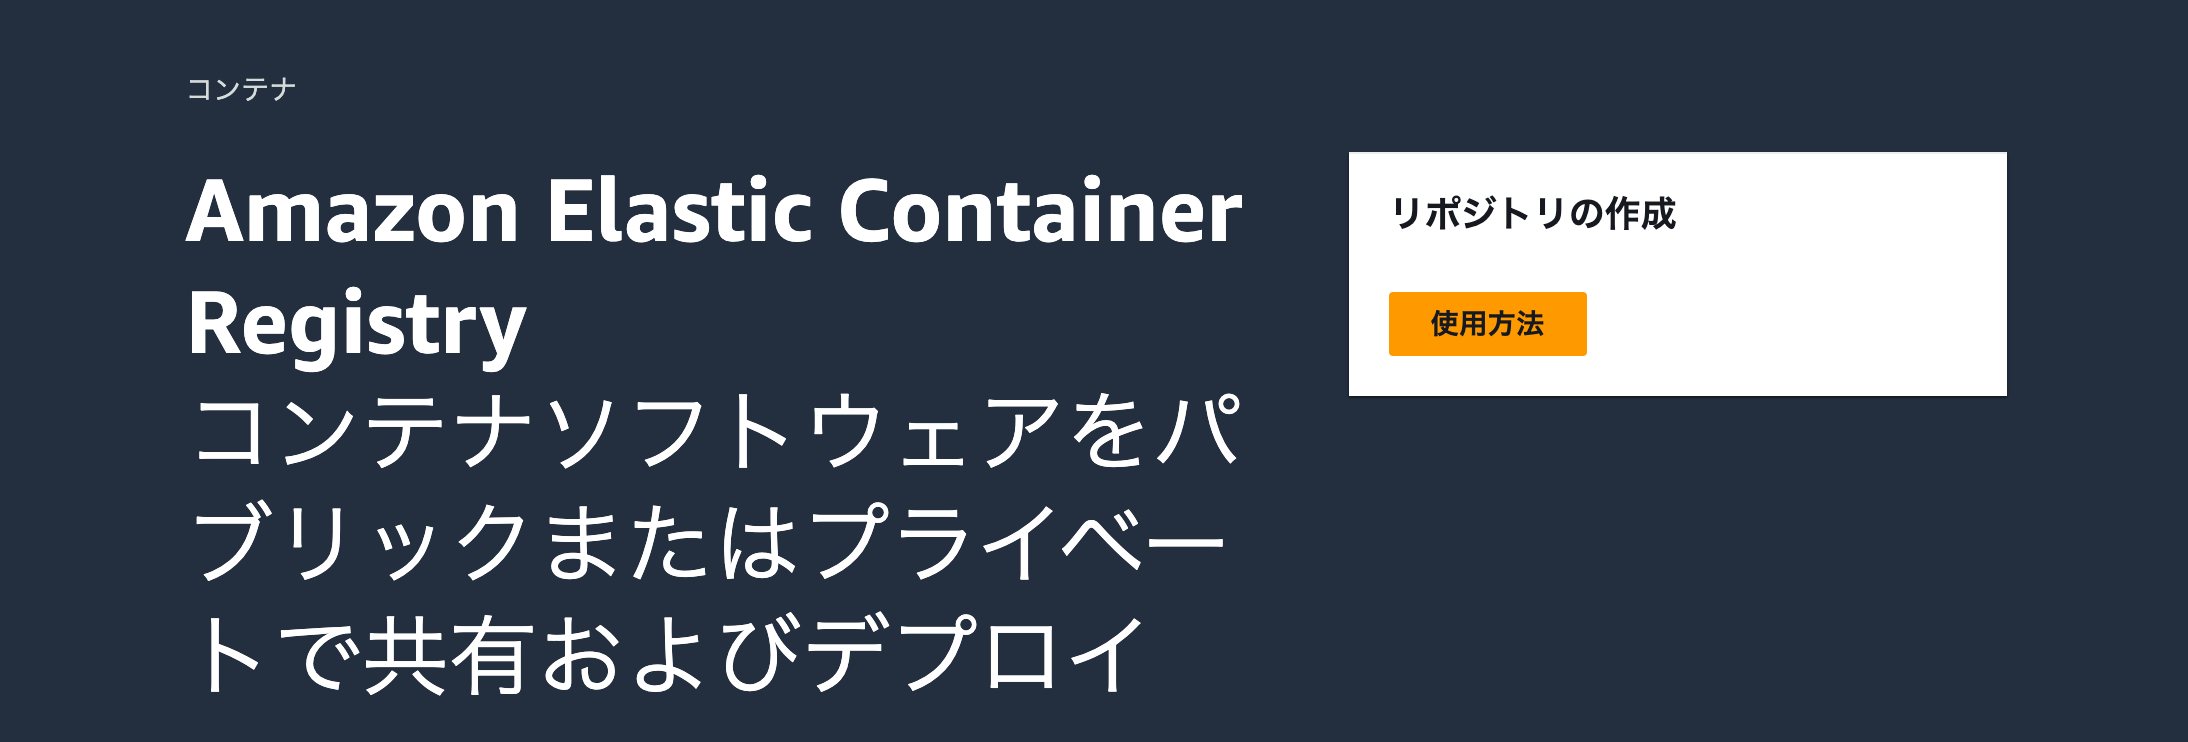 コンテナ
Amazon Elastic Container
Registry
コンテナソフトウェアをパ
ブリックまたはプライベー
トで共有およびデプロイ
リポジトリの作成
使用方法